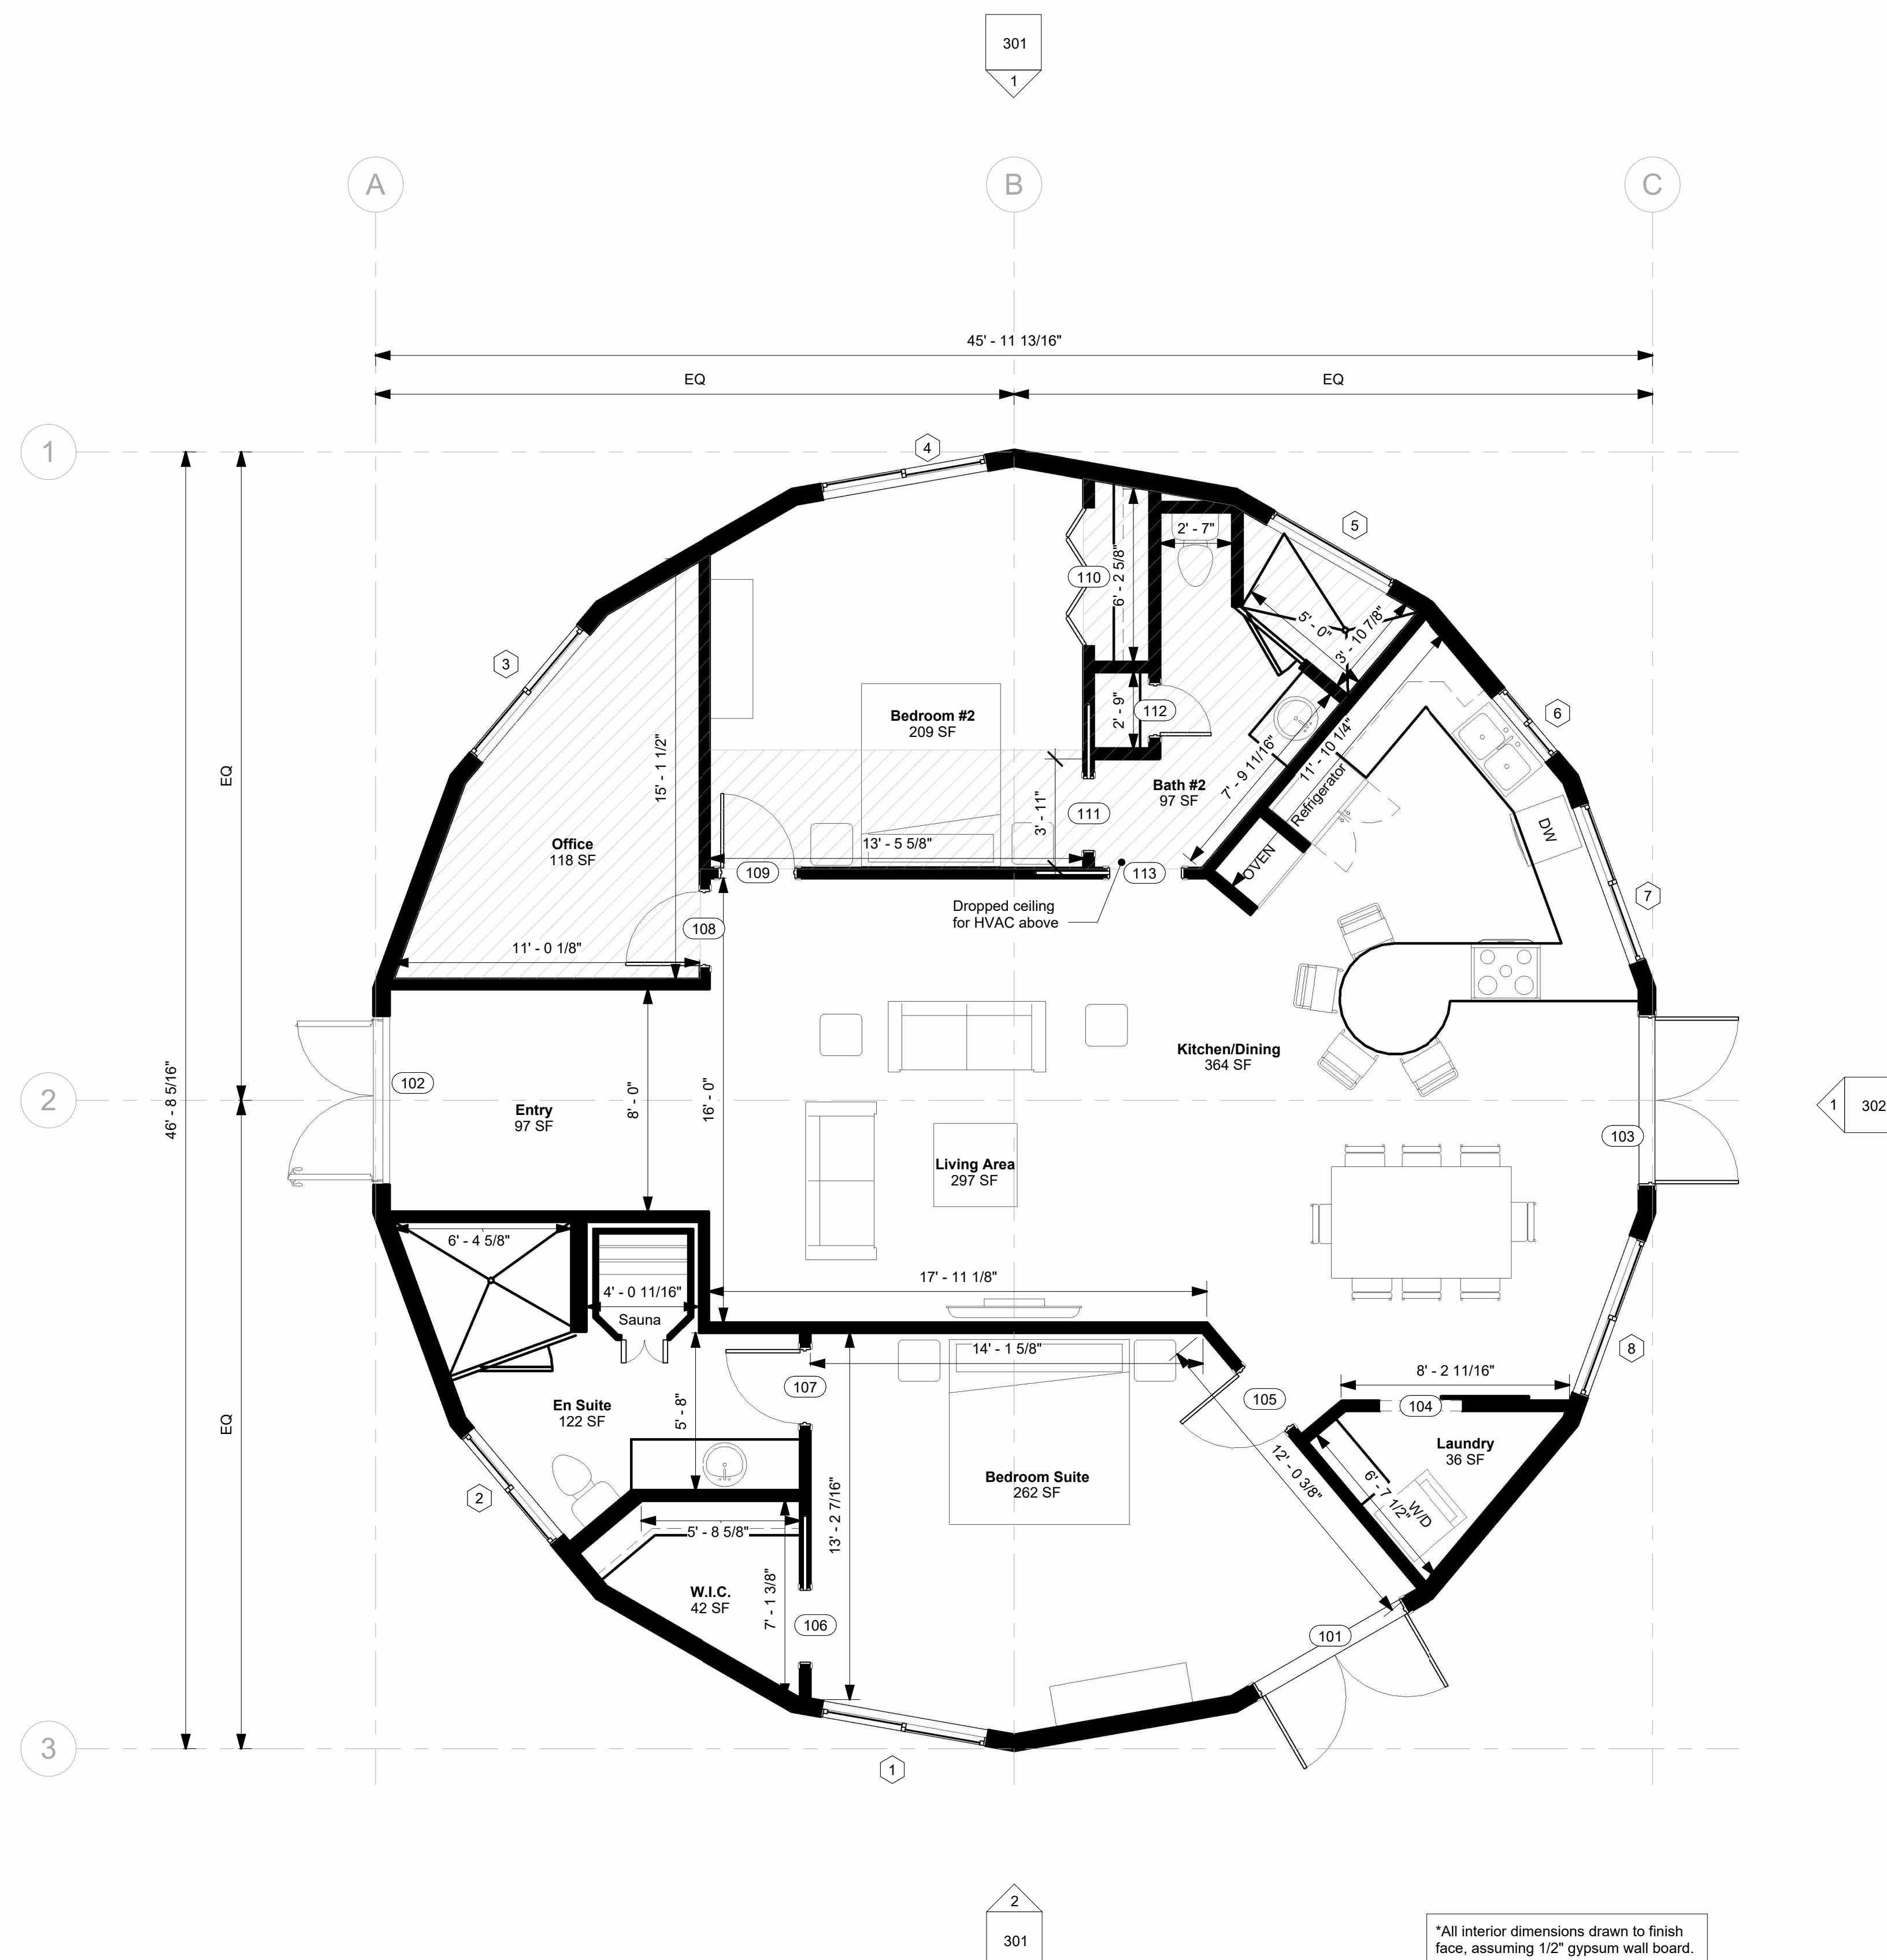 301
1
A
B
C
45' - 11 13/16"
EQ
EQ
1
4
5
2' - 7"
110
6' - 2 5/8"
5' - 0"
3' - 10 7/8"
3
Bedroom #2
209 SF
2' - 9"
112
6
15' - 1 1/2"
11' - 10 1/4"
7' - 9 11/16"
Refrigerator
EQ
Bath #2
97 SF
3' - 11"
111
DW
Office
118 SF
13' - 5 5/8"
109
113
OVEN
7
Dropped ceiling
for HVAC above
108
11' - 0 1/8"
Kitchen/Dining
364 SF
2
46' - 8 5/16"
102
8' - 0"
16' - 0"
Entry
97 SF
1
302
103
Living Area
297 SF
6' - 4 5/8"
17' - 11 1/8"
4' - 0 11/16"
Sauna
14' - 1 5/8"
8
8' - 2 11/16"
107
105
104
En Suite
122 SF
5' - 8"
EQ
Laundry
36 SF
12' - 0 3/8"
6' - 7 1/2"
W/D
Bedroom Suite
262 SF
2
5' - 8 5/8"
13' - 2 7/16"
W.I.C.
42 SF
7' - 1 3/8"
106
101
3
1
2
301
*All interior dimensions drawn to finish
face, assuming 1/2" gypsum wall board.